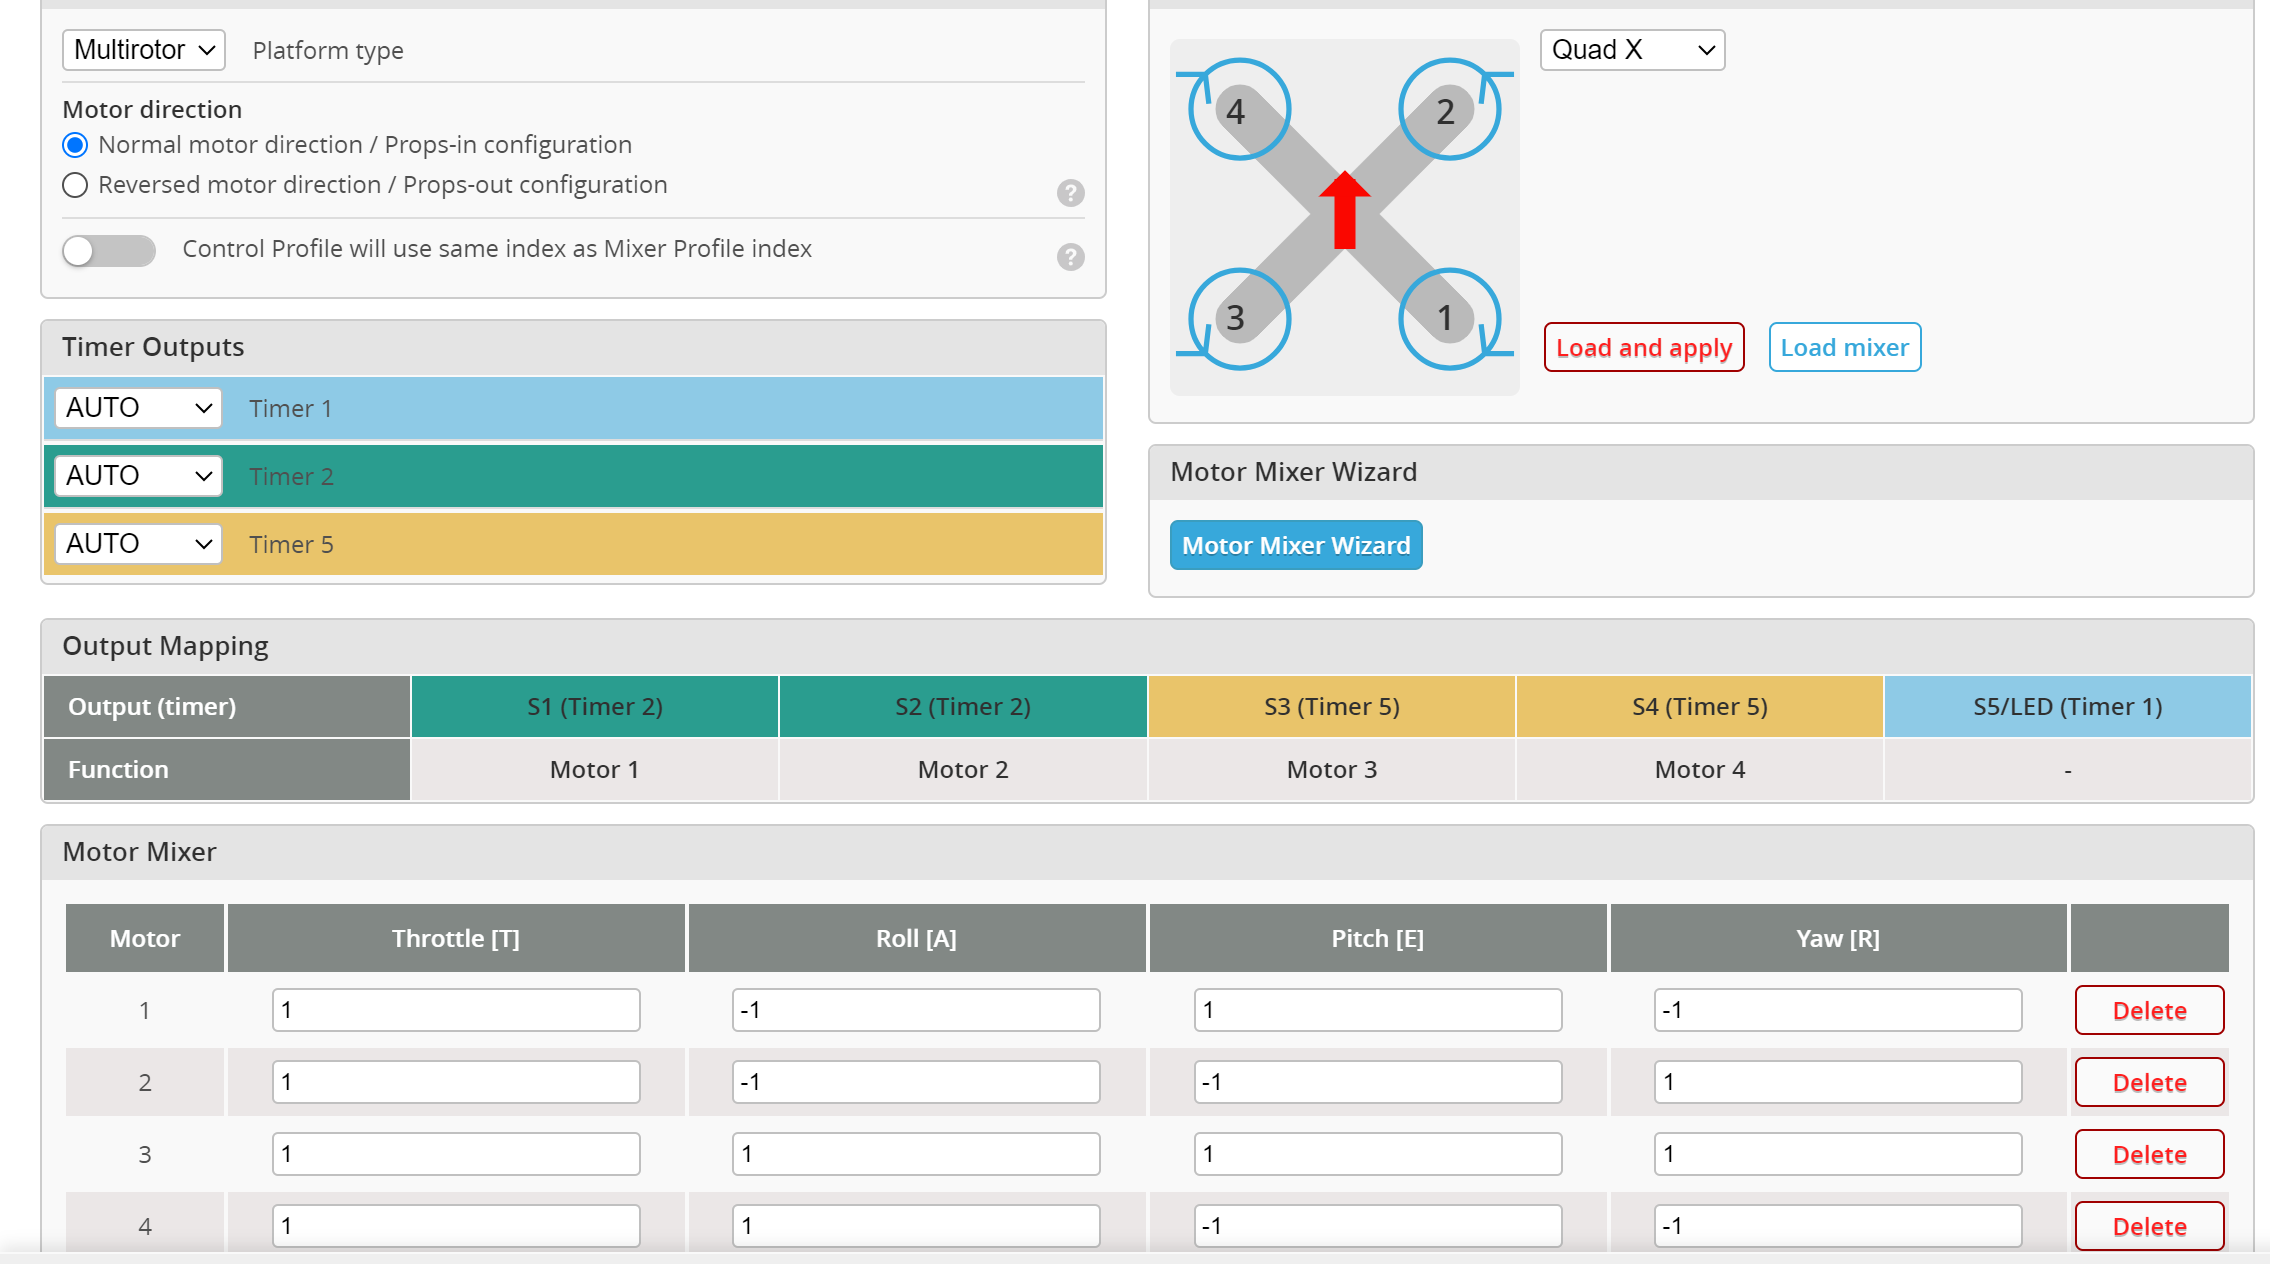 Multirotor
Platform type
Motor direction
Normal motor direction / Props-in configuration
Reversed motor direction / Props-out configuration
?
Control Profile will use same index as Mixer Profile index
?
Quad X
4
2
3
1
Load and apply
Load mixer
Timer Outputs
AUTO
Timer 1
AUTO
Timer 2
AUTO
Timer 5
Motor Mixer Wizard
Motor Mixer Wizard
Output Mapping
Output (timer) S1 (Timer 2) S2 (Timer 2) S3 (Timer 5) S4 (Timer 5) S5/LED (Timer 1)
Function Motor 1 Motor 2 Motor 3 Motor 4 -
Motor Mixer
Motor Throttle [T] Roll [A] Pitch [E] Yaw [R]
1 1 -1 1 -1 Delete
2 1 -1 -1 1 Delete
3 1 1 1 1 Delete
4 1 1 -1 -1 Delete